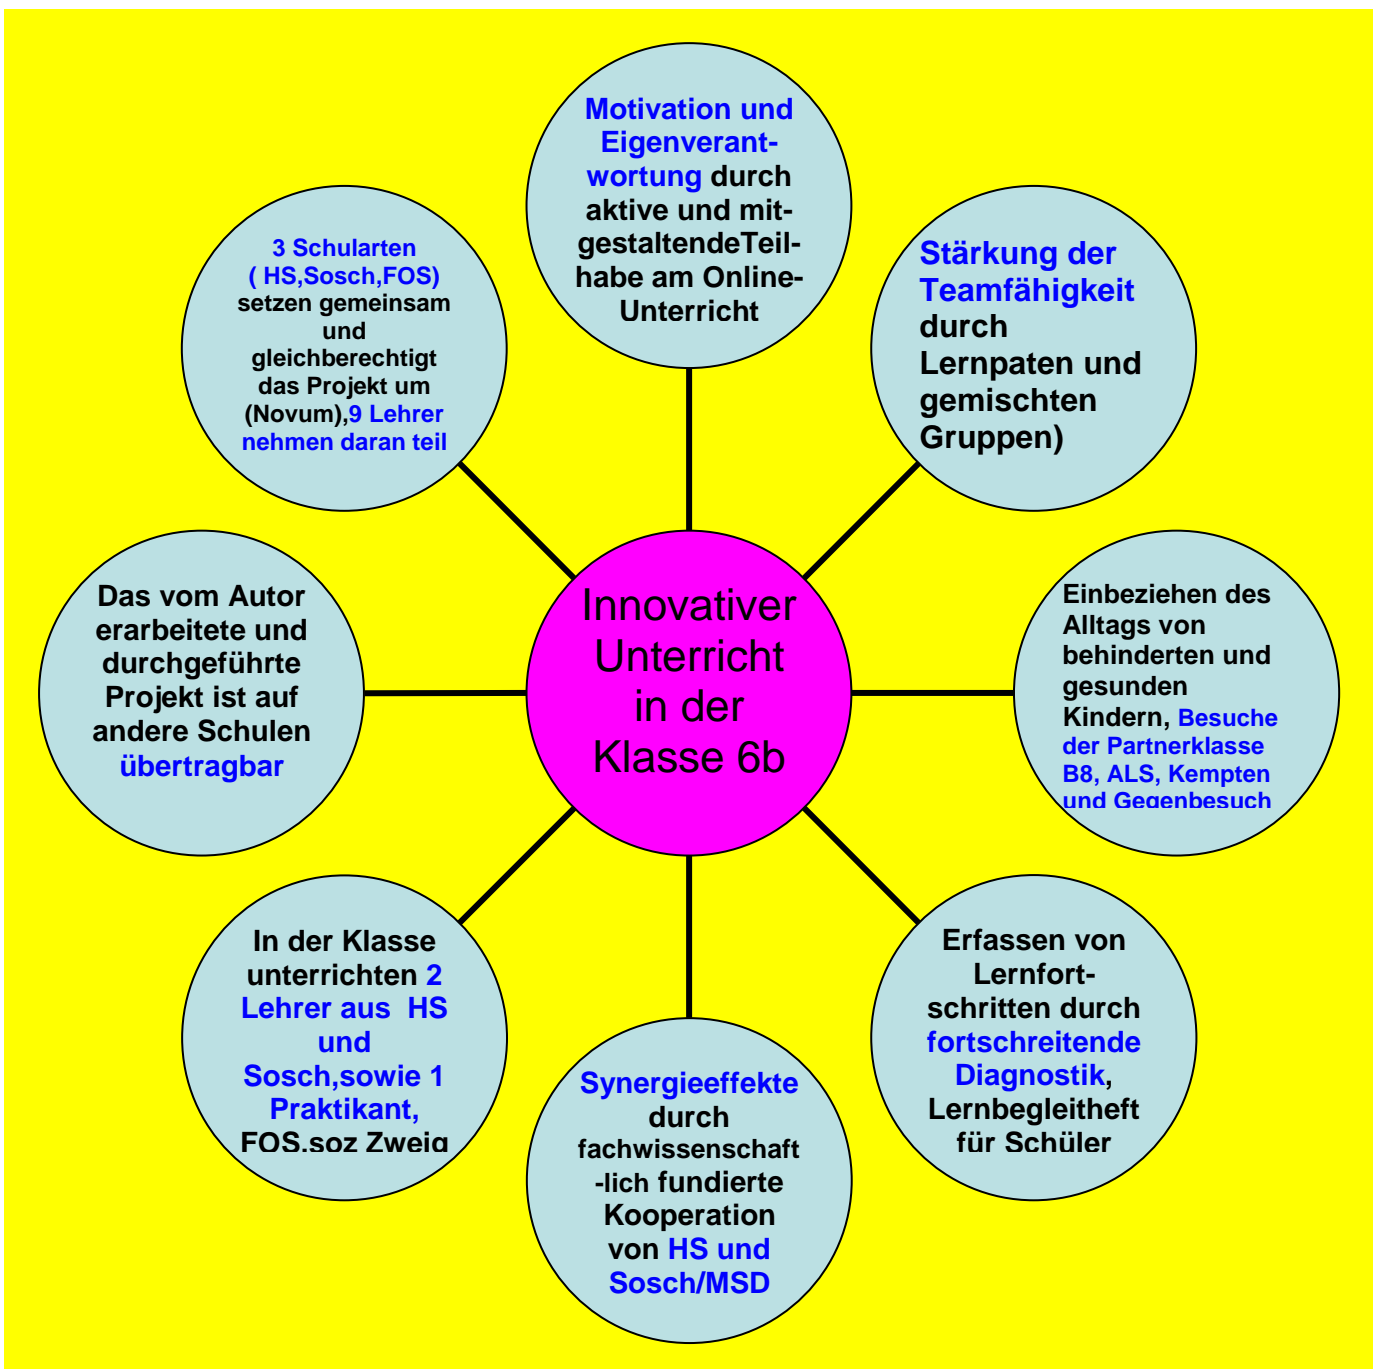 Motivation und
Eigenverant-
wortung durch
aktive und mit-
gestaltendeTeil-
habe am Online-
Unterricht
Stärkung der
Teamfähigkeit
durch
Lernpaten und
gemischten
Gruppen)
Einbeziehen des
Alltags von
behinderten und
gesunden
Kindern, Besuche
der Partnerklasse
B8, ALS, Kempten
und Gegenbesuch
Erfassen von
Lernfort-
schritten durch
fortschreitende
Diagnostik,
Lernbegleitheft
für Schüler
Synergieeffekte
durch
fachwissenschaft
-lich fundierte
Kooperation
von HS und
Sosch/MSD
In der Klasse
unterrichten 2
Lehrer aus  HS
und
Sosch,sowie 1
Praktikant,
FOS.soz Zweig
Das vom Autor
erarbeitete und
durchgeführte
Projekt ist auf
andere Schulen
übertragbar
3 Schularten
( HS,Sosch,FOS)
setzen gemeinsam
und
gleichberechtigt
das Projekt um
(Novum),9 Lehrer
nehmen daran teil
Innovativer
Unterricht
in der
Klasse 6b